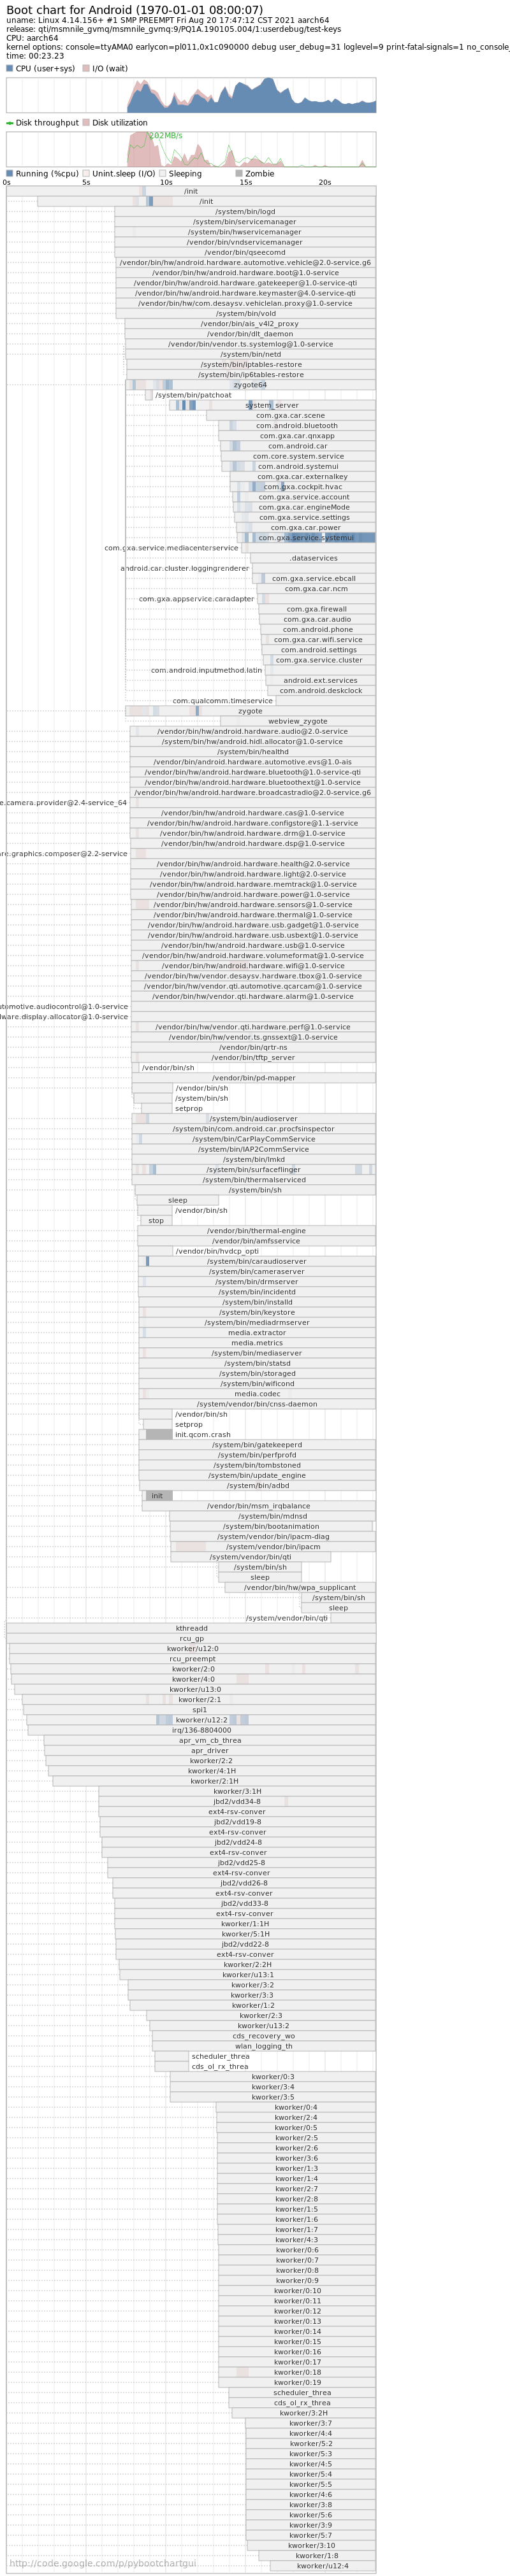 Boot chart for Android (1970-01-01 08:00:07)
uname: Linux 4.14.156+ #1 SMP PREEMPT Fri Aug 20 17:47:12 CST 2021 aarch64
release: qti/msmnile_gvmq/msmnile_gvmq:9/PQ1A.190105.004/1:userdebug/test-keys
CPU: aarch64
kernel options: console=ttyAMA0 earlycon=pl011,0x1c090000 debug user_debug=31 loglevel=9 print-fatal-signals=1 no_console_
time: 00:23.23
CPU (user+sys) I/O (wait)
Disk throughput Disk utilization
202MB/s
Running (%cpu) Unint.sleep (I/O) Sleeping Zombie
0s 5s 10s 15s 20s
/init
/init
/system/bin/logd
/system/bin/servicemanager
/system/bin/hwservicemanager
/vendor/bin/vndservicemanager
/vendor/bin/qseecomd
/vendor/bin/hw/android.hardware.automotive.vehicle@2.0-service.g6
/vendor/bin/hw/android.hardware.boot@1.0-service
/vendor/bin/hw/android.hardware.gatekeeper@1.0-service-qti
/vendor/bin/hw/android.hardware.keymaster@4.0-service-qti
/vendor/bin/hw/com.desaysv.vehiclelan.proxy@1.0-service
/system/bin/vold
/vendor/bin/ais_v4l2_proxy
/vendor/bin/dlt_daemon
/vendor/bin/vendor.ts.systemlog@1.0-service
/system/bin/netd
/system/bin/iptables-restore
/system/bin/ip6tables-restore
zygote64
/system/bin/patchoat
system_server
com.gxa.car.scene
com.android.bluetooth
com.gxa.car.qnxapp
com.android.car
com.core.system.service
com.android.systemui
com.gxa.car.externalkey
com.gxa.cockpit.hvac
com.gxa.service.account
com.gxa.car.engineMode
com.gxa.service.settings
com.gxa.car.power
com.gxa.service.systemui
com.gxa.service.mediacenterservice
.dataservices
android.car.cluster.loggingrenderer
com.gxa.service.ebcall
com.gxa.car.ncm
com.gxa.appservice.caradapter
com.gxa.firewall
com.gxa.car.audio
com.android.phone
com.gxa.car.wifi.service
com.android.settings
com.gxa.service.cluster
com.android.inputmethod.latin
android.ext.services
com.android.deskclock
com.qualcomm.timeservice
zygote
webview_zygote
/vendor/bin/hw/android.hardware.audio@2.0-service
/system/bin/hw/android.hidl.allocator@1.0-service
/system/bin/healthd
/vendor/bin/hw/android.hardware.automotive.evs@1.0-ais
/vendor/bin/hw/android.hardware.bluetooth@1.0-service-qti
/vendor/bin/hw/android.hardware.bluetoothext@1.0-service
/vendor/bin/hw/android.hardware.broadcastradio@2.0-service.g6
e.camera.provider@2.4-service_64
/vendor/bin/hw/android.hardware.cas@1.0-service
/vendor/bin/hw/android.hardware.configstore@1.1-service
/vendor/bin/hw/android.hardware.drm@1.0-service
/vendor/bin/hw/android.hardware.dsp@1.0-service
are.graphics.composer@2.2-service
/vendor/bin/hw/android.hardware.health@2.0-service
/vendor/bin/hw/android.hardware.light@2.0-service
/vendor/bin/hw/android.hardware.memtrack@1.0-service
/vendor/bin/hw/android.hardware.power@1.0-service
/vendor/bin/hw/android.hardware.sensors@1.0-service
/vendor/bin/hw/android.hardware.thermal@1.0-service
/vendor/bin/hw/android.hardware.usb.gadget@1.0-service
/vendor/bin/hw/android.hardware.usb.usbext@1.0-service
/vendor/bin/hw/android.hardware.usb@1.0-service
/vendor/bin/hw/android.hardware.volumeformat@1.0-service
/vendor/bin/hw/android.hardware.wifi@1.0-service
/vendor/bin/hw/vendor.desaysv.hardware.tbox@1.0-service
/vendor/bin/hw/vendor.qti.automotive.qcarcam@1.0-service
/vendor/bin/hw/vendor.qti.hardware.alarm@1.0-service
utomotive.audiocontrol@1.0-service
ware.display.allocator@1.0-service
/vendor/bin/hw/vendor.qti.hardware.perf@1.0-service
/vendor/bin/hw/vendor.ts.gnssext@1.0-service
/vendor/bin/qrtr-ns
/vendor/bin/tftp_server
/vendor/bin/sh
/vendor/bin/pd-mapper
/vendor/bin/sh
/system/bin/sh
setprop
/system/bin/audioserver
/system/bin/com.android.car.procfsinspector
/system/bin/CarPlayCommService
/system/bin/IAP2CommService
/system/bin/lmkd
/system/bin/surfaceflinger
/system/bin/thermalserviced
/system/bin/sh
sleep
/vendor/bin/sh
stop
/vendor/bin/thermal-engine
/vendor/bin/amfsservice
/vendor/bin/hvdcp_opti
/system/bin/caraudioserver
/system/bin/cameraserver
/system/bin/drmserver
/system/bin/incidentd
/system/bin/installd
/system/bin/keystore
/system/bin/mediadrmserver
media.extractor
media.metrics
/system/bin/mediaserver
/system/bin/statsd
/system/bin/storaged
/system/bin/wificond
media.codec
/system/vendor/bin/cnss-daemon
/vendor/bin/sh
setprop
init.qcom.crash
/system/bin/gatekeeperd
/system/bin/perfprofd
/system/bin/tombstoned
/system/bin/update_engine
/system/bin/adbd
init
/vendor/bin/msm_irqbalance
/system/bin/mdnsd
/system/bin/bootanimation
/system/vendor/bin/ipacm-diag
/system/vendor/bin/ipacm
/system/vendor/bin/qti
/system/bin/sh
sleep
/vendor/bin/hw/wpa_supplicant
/system/bin/sh
sleep
/system/vendor/bin/qti
kthreadd
rcu_gp
kworker/u12:0
rcu_preempt
kworker/2:0
kworker/4:0
kworker/u13:0
kworker/2:1
spi1
kworker/u12:2
irq/136-8804000
apr_vm_cb_threa
apr_driver
kworker/2:2
kworker/4:1H
kworker/2:1H
kworker/3:1H
jbd2/vdd34-8
ext4-rsv-conver
jbd2/vdd19-8
ext4-rsv-conver
jbd2/vdd24-8
ext4-rsv-conver
jbd2/vdd25-8
ext4-rsv-conver
jbd2/vdd26-8
ext4-rsv-conver
jbd2/vdd33-8
ext4-rsv-conver
kworker/1:1H
kworker/5:1H
jbd2/vdd22-8
ext4-rsv-conver
kworker/2:2H
kworker/u13:1
kworker/3:2
kworker/3:3
kworker/1:2
kworker/2:3
kworker/u13:2
cds_recovery_wo
wlan_logging_th
scheduler_threa
cds_ol_rx_threa
kworker/0:3
kworker/3:4
kworker/3:5
kworker/0:4
kworker/2:4
kworker/0:5
kworker/2:5
kworker/2:6
kworker/3:6
kworker/1:3
kworker/1:4
kworker/2:7
kworker/2:8
kworker/1:5
kworker/1:6
kworker/1:7
kworker/4:3
kworker/0:6
kworker/0:7
kworker/0:8
kworker/0:9
kworker/0:10
kworker/0:11
kworker/0:12
kworker/0:13
kworker/0:14
kworker/0:15
kworker/0:16
kworker/0:17
kworker/0:18
kworker/0:19
scheduler_threa
cds_ol_rx_threa
kworker/3:2H
kworker/3:7
kworker/4:4
kworker/5:2
kworker/5:3
kworker/4:5
kworker/5:4
kworker/5:5
kworker/4:6
kworker/3:8
kworker/5:6
kworker/3:9
kworker/5:7
kworker/3:10
kworker/1:8
kworker/u12:4
http://code.google.com/p/pybootchartgui